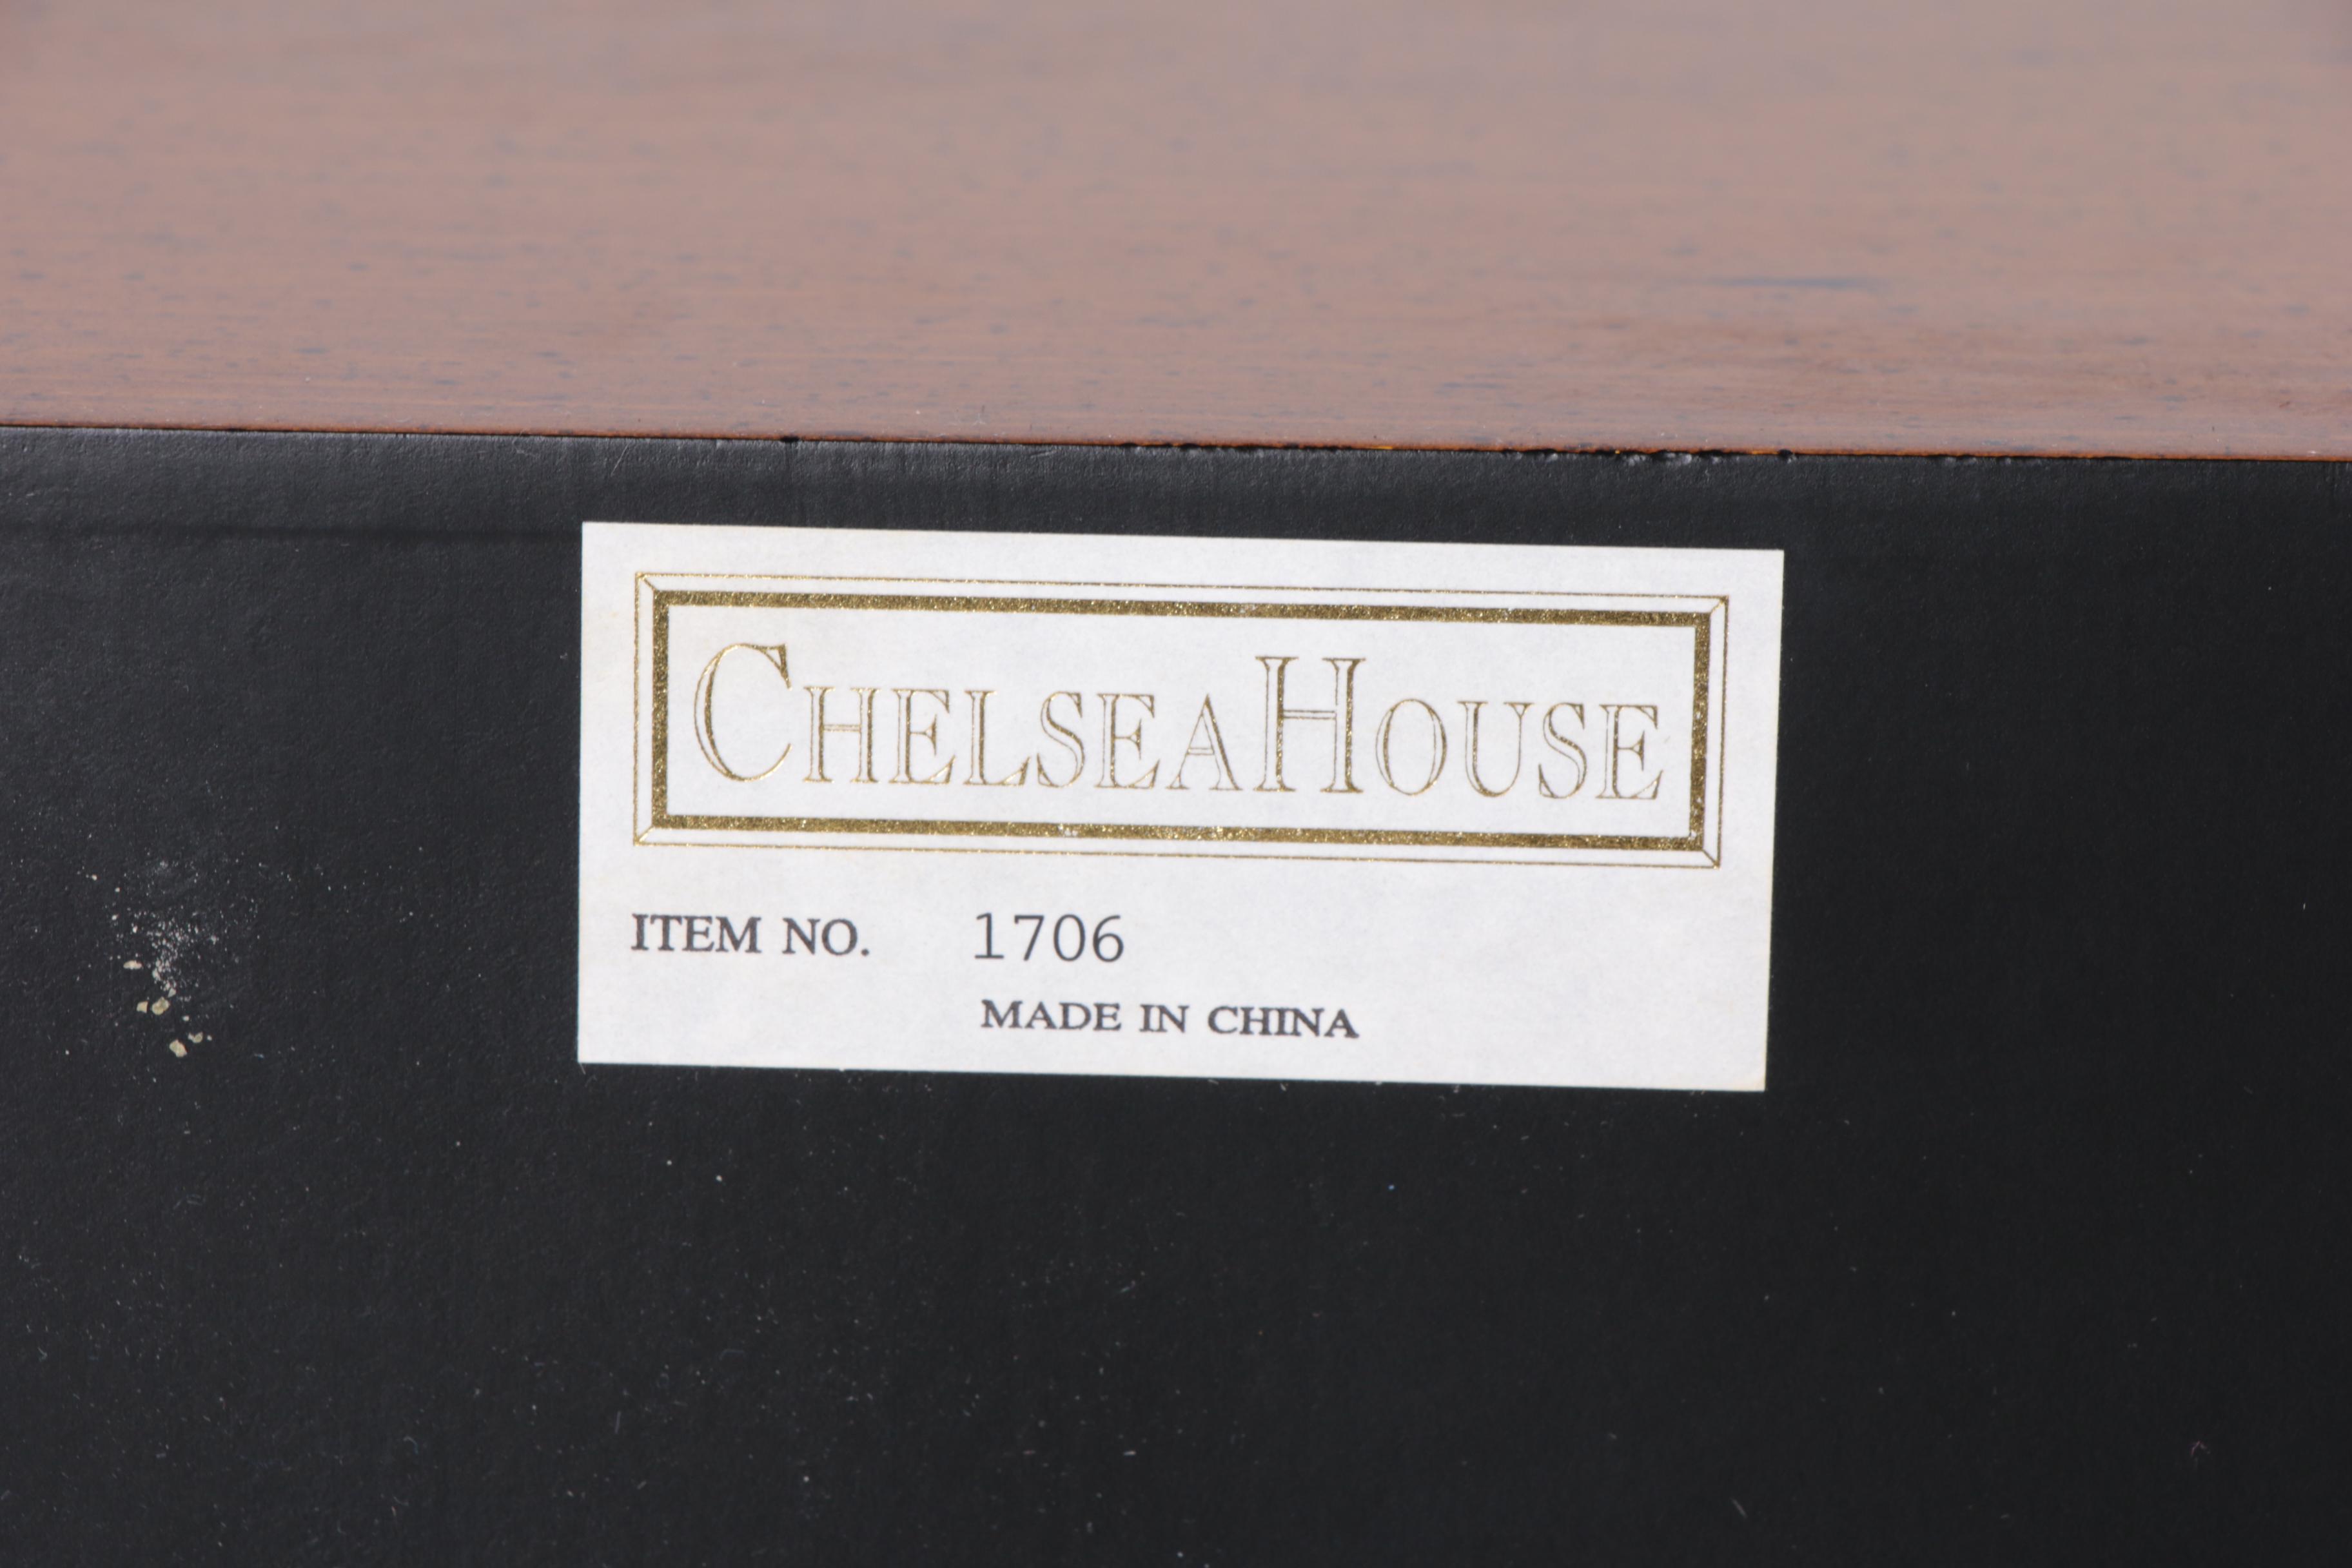 CHELSEAHOUSE
ITEM NO. 1706
MADE IN CHINA